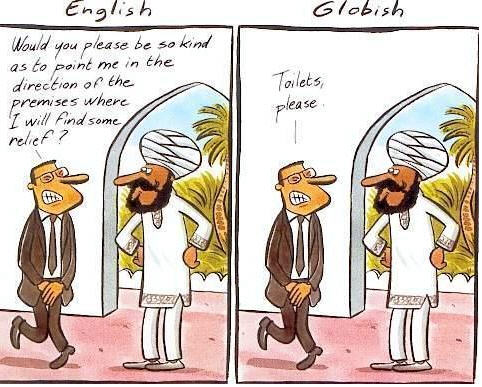 English
Would you please be so kind
as to point me in the
direction of the
premises where
I will find some
relief?
Globish
Toilets,
please.